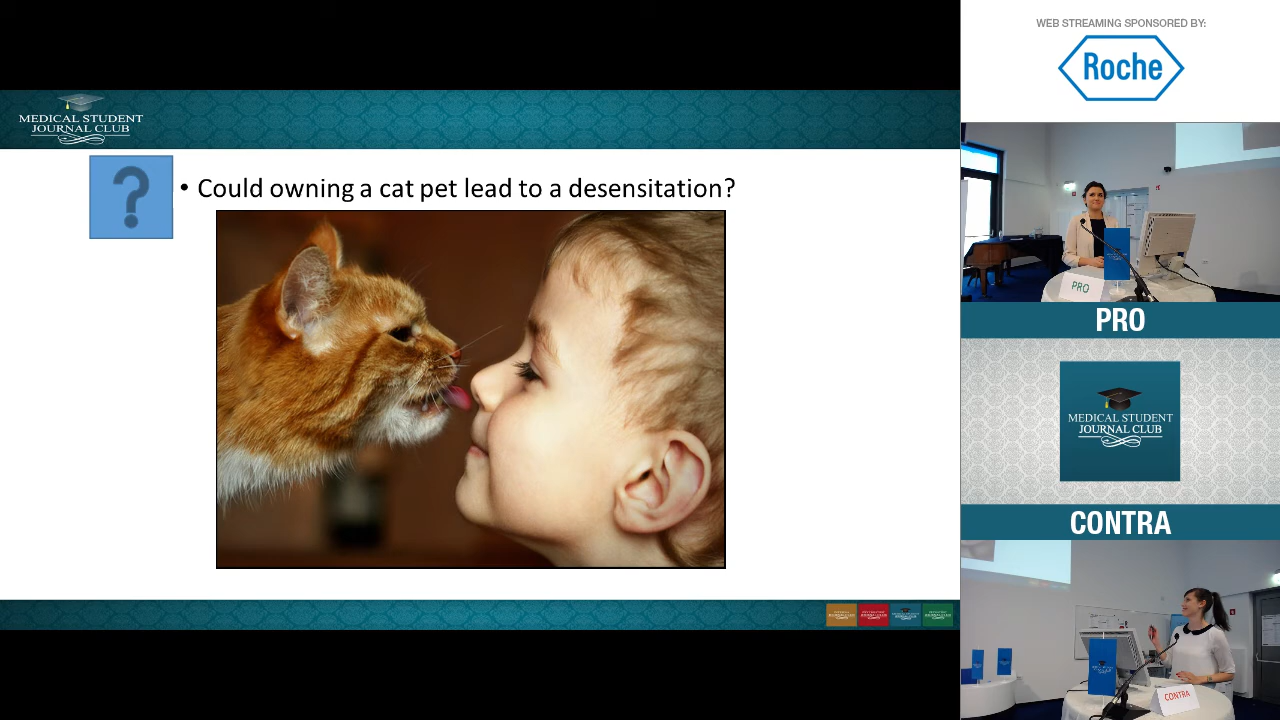 MEDICAL STUDENT
JOURNAL CLUB
?
• Could owning a cat pet lead to a desensitation?
WEB STREAMING SPONSORED BY:
Roche
PRO
PRO
MEDICAL STUDENT
JOURNAL CLUB
CONTRA
CONTRA